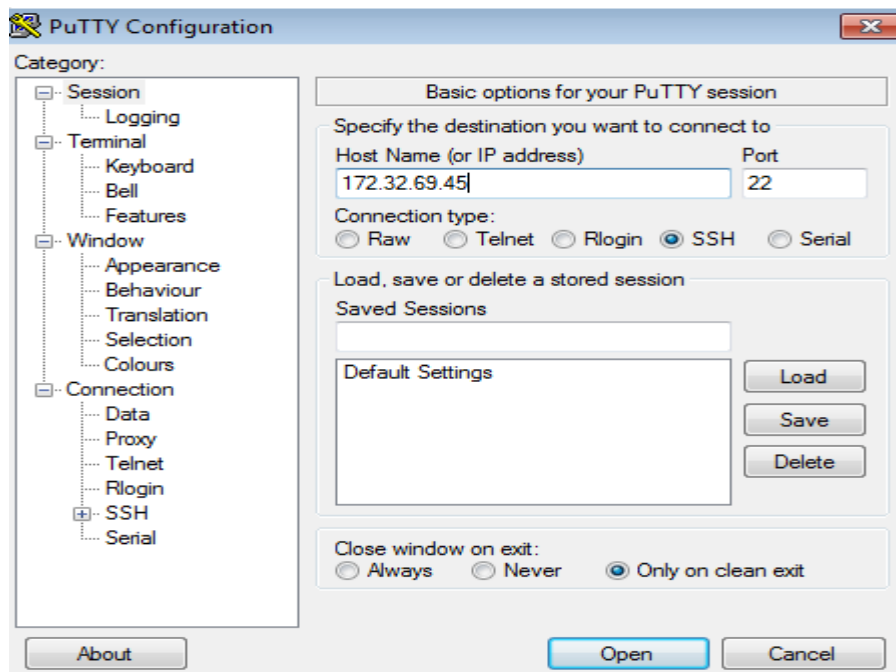 PuTTY Configuration
Category:
Session
Logging
Terminal
Keyboard
Bell
Features
Window
Appearance
Behaviour
Translation
Selection
Colours
Connection
Data
Proxy
Telnet
Rlogin
SSH
Serial
Basic options for your PuTTY session
Specify the destination you want to connect to
Host Name (or IP address) Port
172.32.69.45 22
Connection type:
Raw Telnet Rlogin SSH Serial
Load, save or delete a stored session
Saved Sessions
Default Settings
Load
Save
Delete
Close window on exit:
Always Never Only on clean exit
About Open Cancel